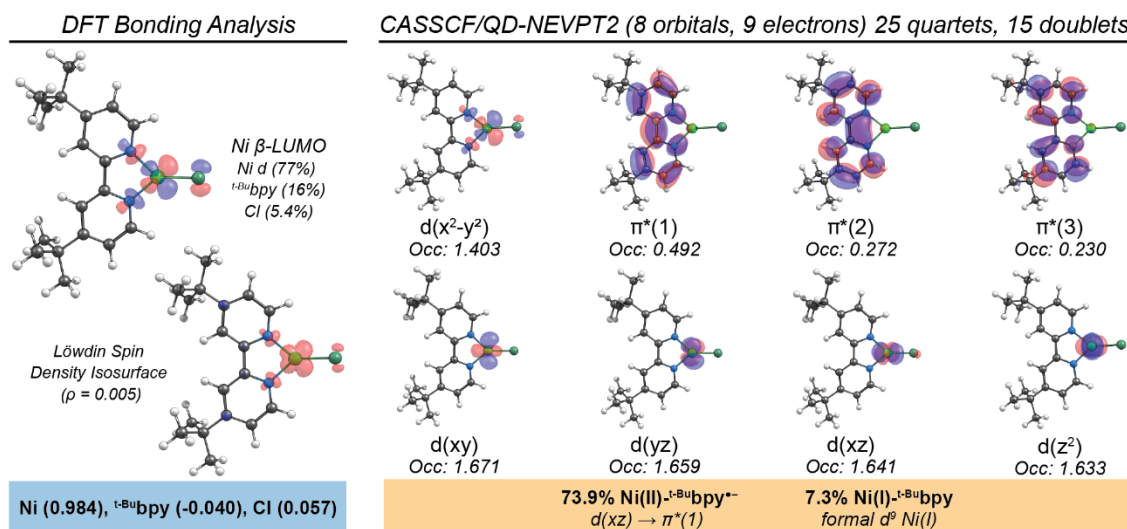 DFT Bonding Analysis
Ni β-LUMO
Ni d (77%)
t-Bubpy (16%)
Cl (5.4%)
Löwdin Spin
Density Isosurface
(ρ = 0.005)
Ni (0.984), t-Bubpy (-0.040), Cl (0.057)
CASSCF/QD-NEVPT2 (8 orbitals, 9 electrons) 25 quartets, 15 doublets
d(x²-y²)
Occ: 1.403
π*(1)
Occ: 0.492
π*(2)
Occ: 0.272
π*(3)
Occ: 0.230
d(xy)
Occ: 1.671
d(yz)
Occ: 1.659
d(xz)
Occ: 1.641
d(z²)
Occ: 1.633
73.9% Ni(II)-t-Bubpy•−
d(xz) → π*(1)
7.3% Ni(I)-t-Bubpy
formal d⁹ Ni(I)